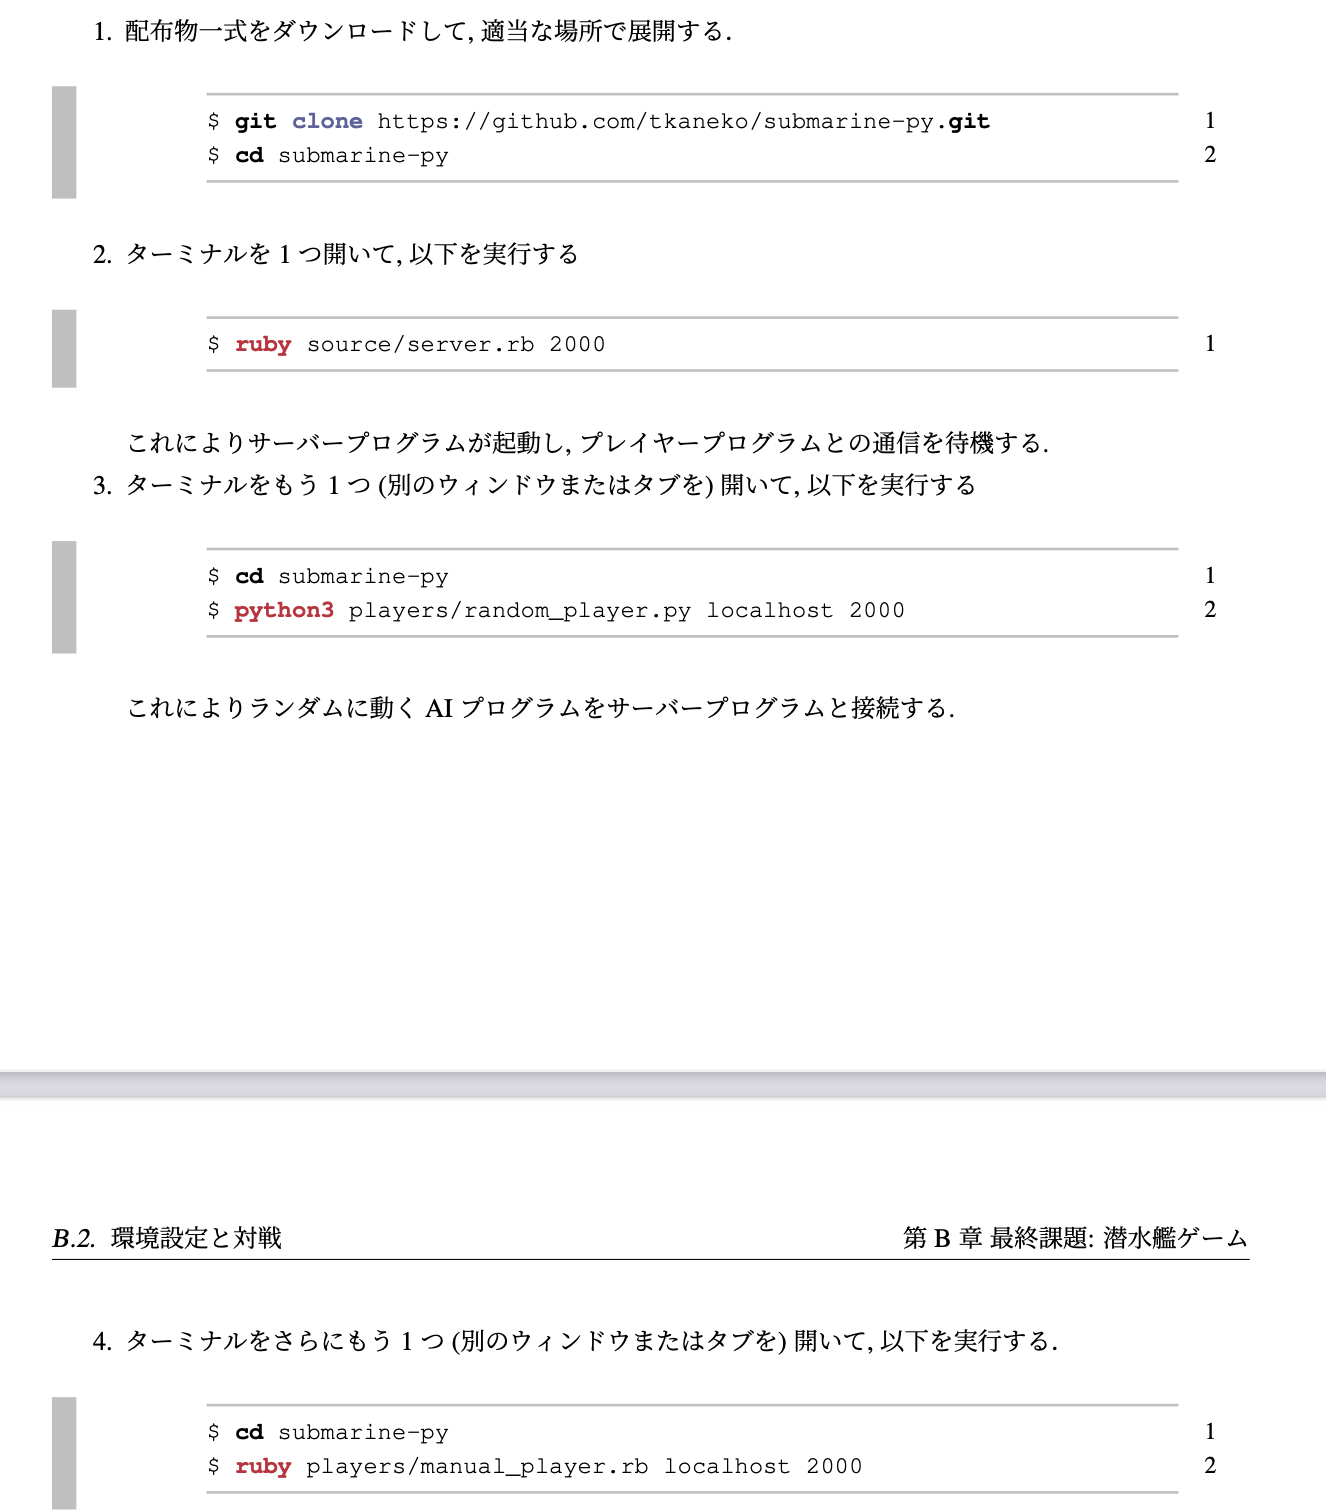 1. 配布物一式をダウンロードして, 適当な場所で展開する.
$ git clone https://github.com/tkaneko/submarine-py.git 1
$ cd submarine-py 2
2. ターミナルを 1 つ開いて, 以下を実行する
$ ruby source/server.rb 2000 1
これによりサーバープログラムが起動し, プレイヤープログラムとの通信を待機する.
3. ターミナルをもう 1 つ (別のウィンドウまたはタブを) 開いて, 以下を実行する
$ cd submarine-py 1
$ python3 players/random_player.py localhost 2000 2
これによりランダムに動く AI プログラムをサーバープログラムと接続する.
B.2. 環境設定と対戦 第 B 章 最終課題: 潜水艦ゲーム
4. ターミナルをさらにもう 1 つ (別のウィンドウまたはタブを) 開いて, 以下を実行する.
$ cd submarine-py 1
$ ruby players/manual_player.rb localhost 2000 2